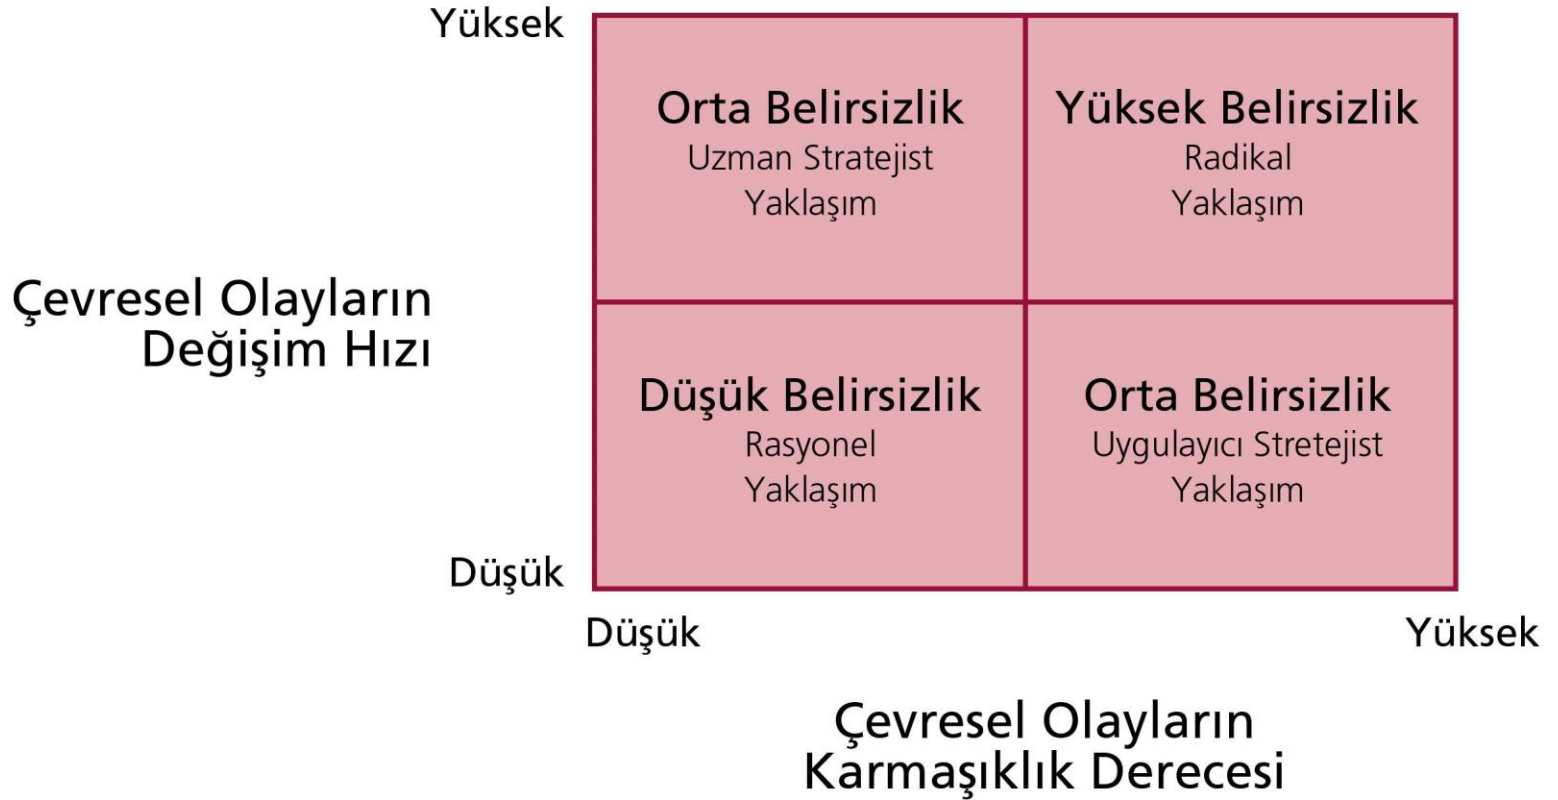 Yüksek
Orta Belirsizlik
Uzman Stratejist
Yaklaşım
Yüksek Belirsizlik
Radikal
Yaklaşım
Çevresel Olayların
Değişim Hızı
Düşük Belirsizlik
Rasyonel
Yaklaşım
Orta Belirsizlik
Uygulayıcı Stretejist
Yaklaşım
Düşük
Düşük
Yüksek
Çevresel Olayların
Karmaşıklık Derecesi